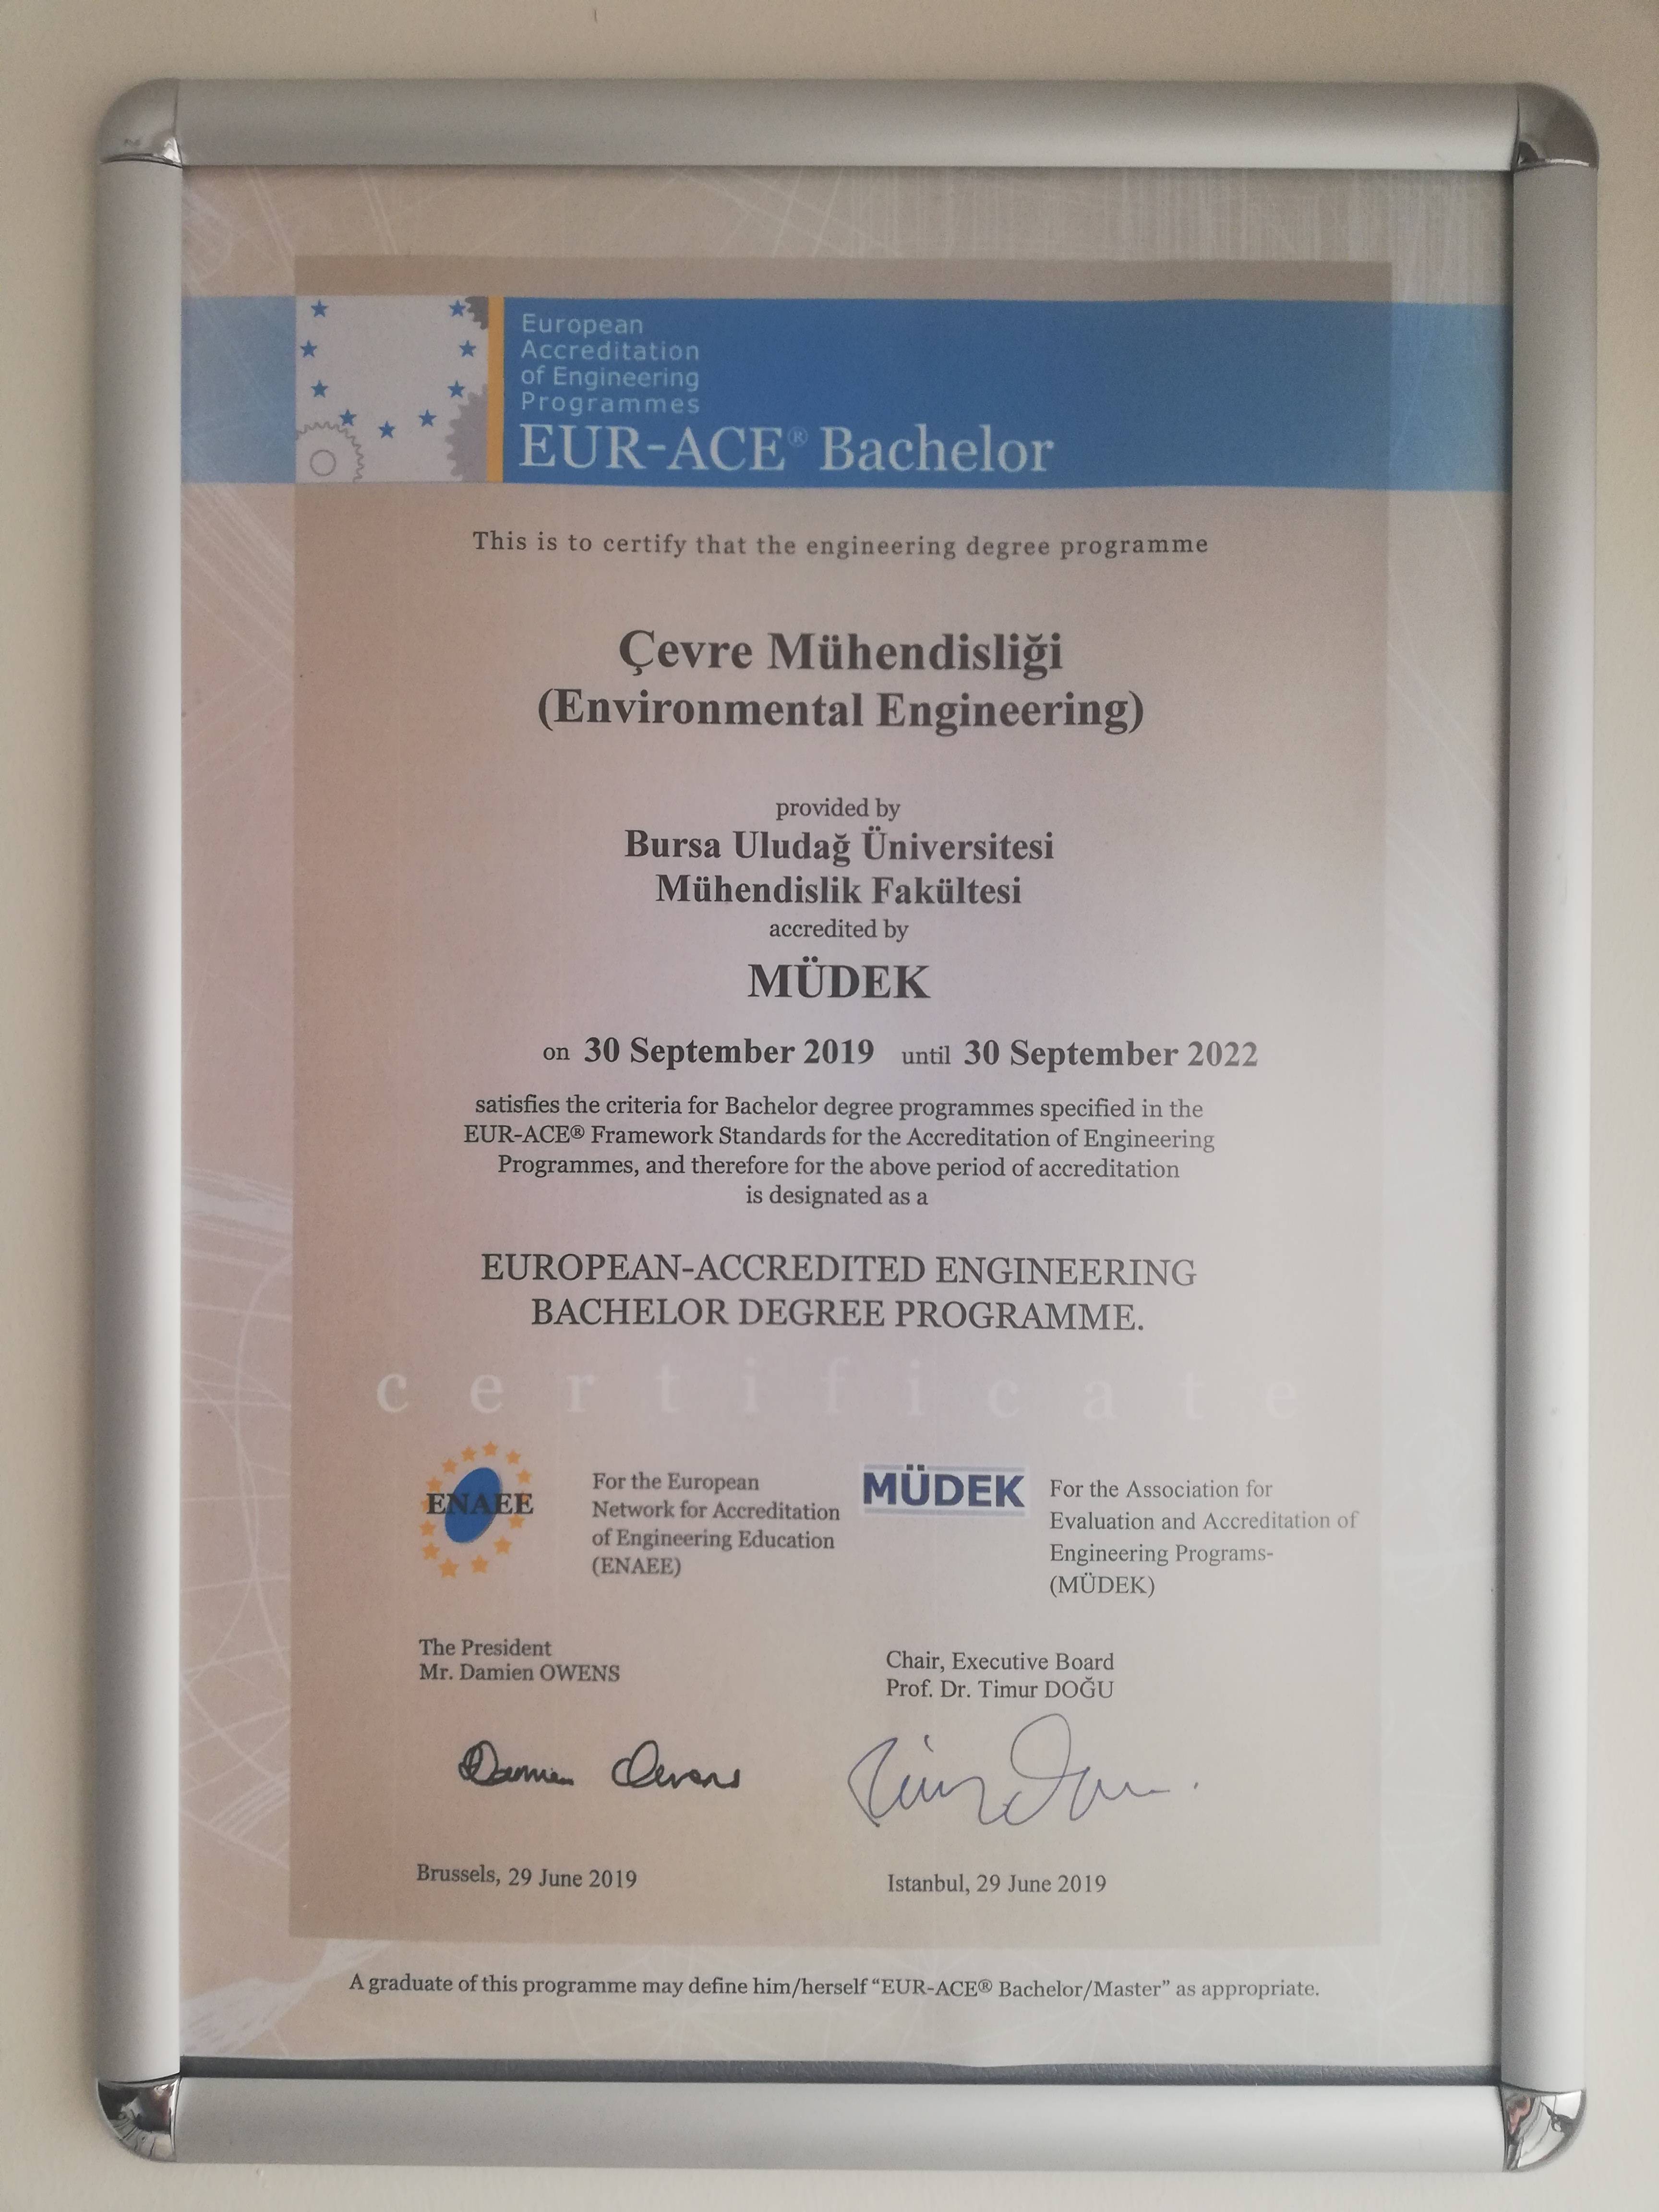 European
Accreditation
of Engineering
Programmes
EUR-ACE® Bachelor
This is to certify that the engineering degree programme
Çevre Mühendisliği
(Environmental Engineering)
provided by
Bursa Uludağ Üniversitesi
Mühendislik Fakültesi
accredited by
MÜDEK
on 30 September 2019 until 30 September 2022
satisfies the criteria for Bachelor degree programmes specified in the
EUR-ACE® Framework Standards for the Accreditation of Engineering
Programmes, and therefore for the above period of accreditation
is designated as a
EUROPEAN-ACCREDITED ENGINEERING
BACHELOR DEGREE PROGRAMME.
certificate
ENAEE
For the European
Network for Accreditation
of Engineering Education
(ENAEE)
MÜDEK
For the Association for
Evaluation and Accreditation of
Engineering Programs-
(MÜDEK)
The President
Mr. Damien OWENS
Damien Owens
Brussels, 29 June 2019
Chair, Executive Board
Prof. Dr. Timur DOĞU
Istanbul, 29 June 2019
A graduate of this programme may define him/herself “EUR-ACE® Bachelor/Master” as appropriate.